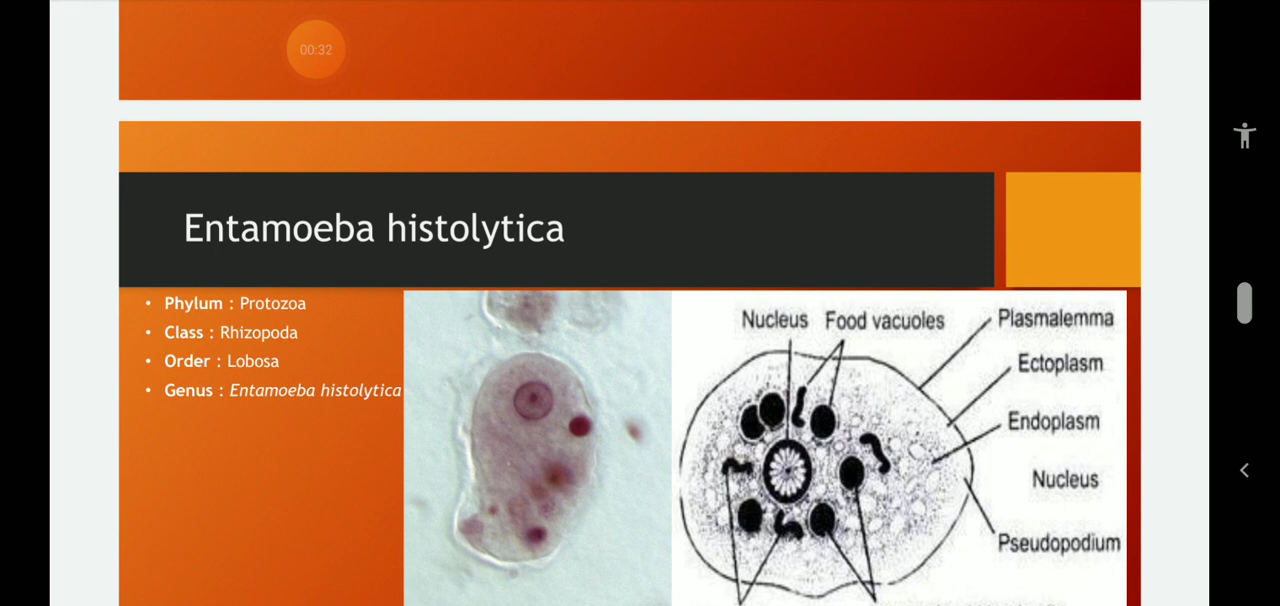 00:32
Entamoeba histolytica
• Phylum : Protozoa
• Class : Rhizopoda
• Order : Lobosa
• Genus : Entamoeba histolytica
Nucleus
Food vacuoles
Plasmalemma
Ectoplasm
Endoplasm
Nucleus
Pseudopodium